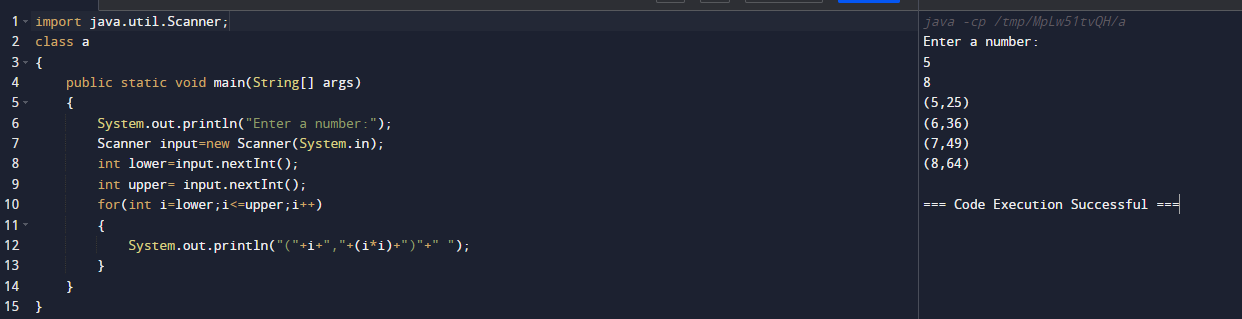 1 import java.util.Scanner;
2 class a
3 {
4 public static void main(String[] args)
5 {
6 System.out.println("Enter a number:");
7 Scanner input=new Scanner(System.in);
8 int lower=input.nextInt();
9 int upper= input.nextInt();
10 for(int i=lower;i<=upper;i++)
11 {
12 System.out.println("("+i+","+(i*i)+")"+" ");
13 }
14 }
15 }
java -cp /tmp/MpLw51tvQH/a
Enter a number:
5
8
(5,25)
(6,36)
(7,49)
(8,64)
=== Code Execution Successful ===